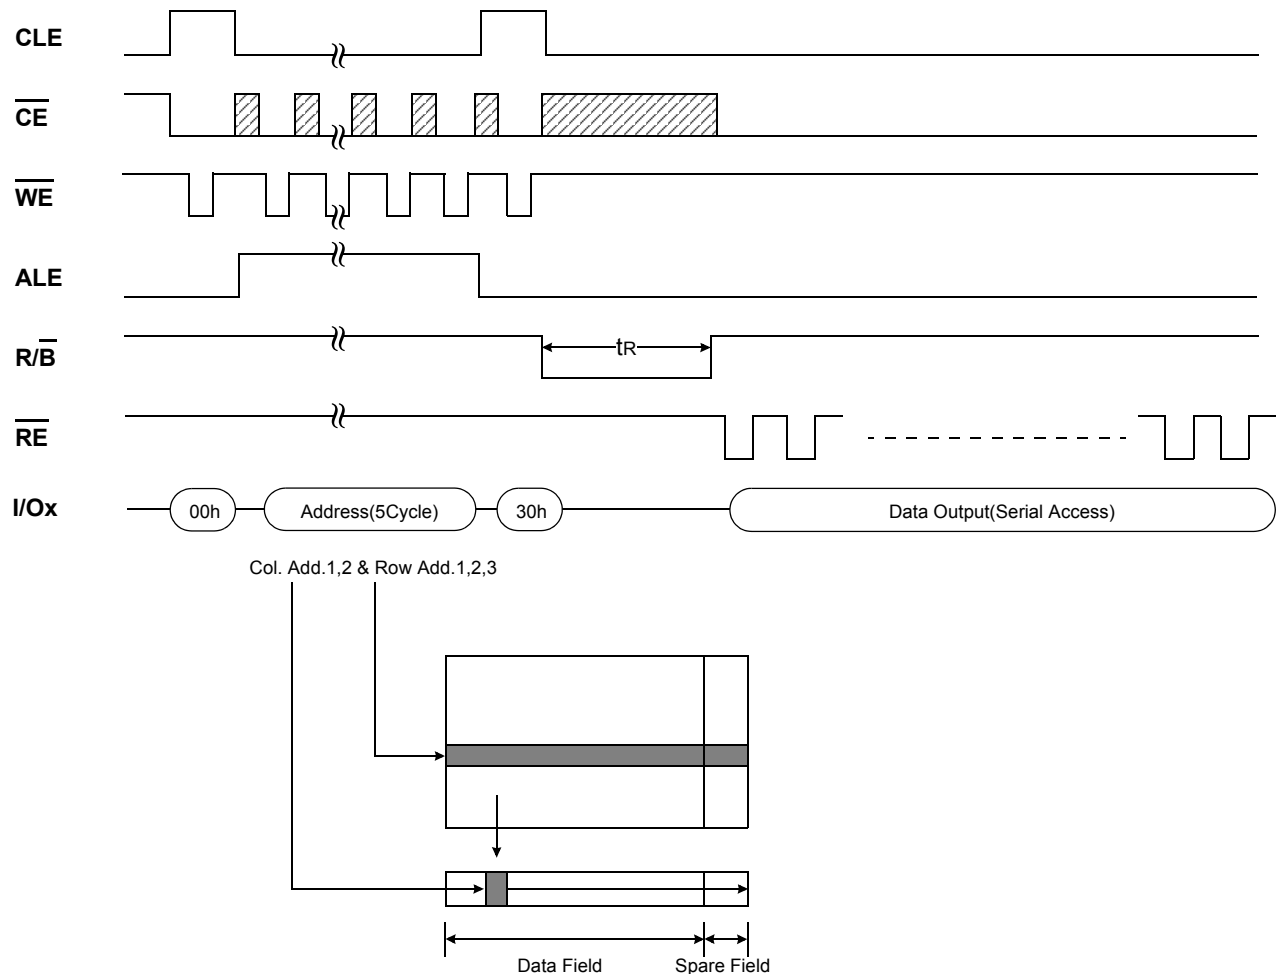 CLE
CE
WE
ALE
R/B
tR
RE
I/Ox
00h
Address(5Cycle)
30h
Data Output(Serial Access)
Col. Add.1,2 & Row Add.1,2,3
Data Field
Spare Field